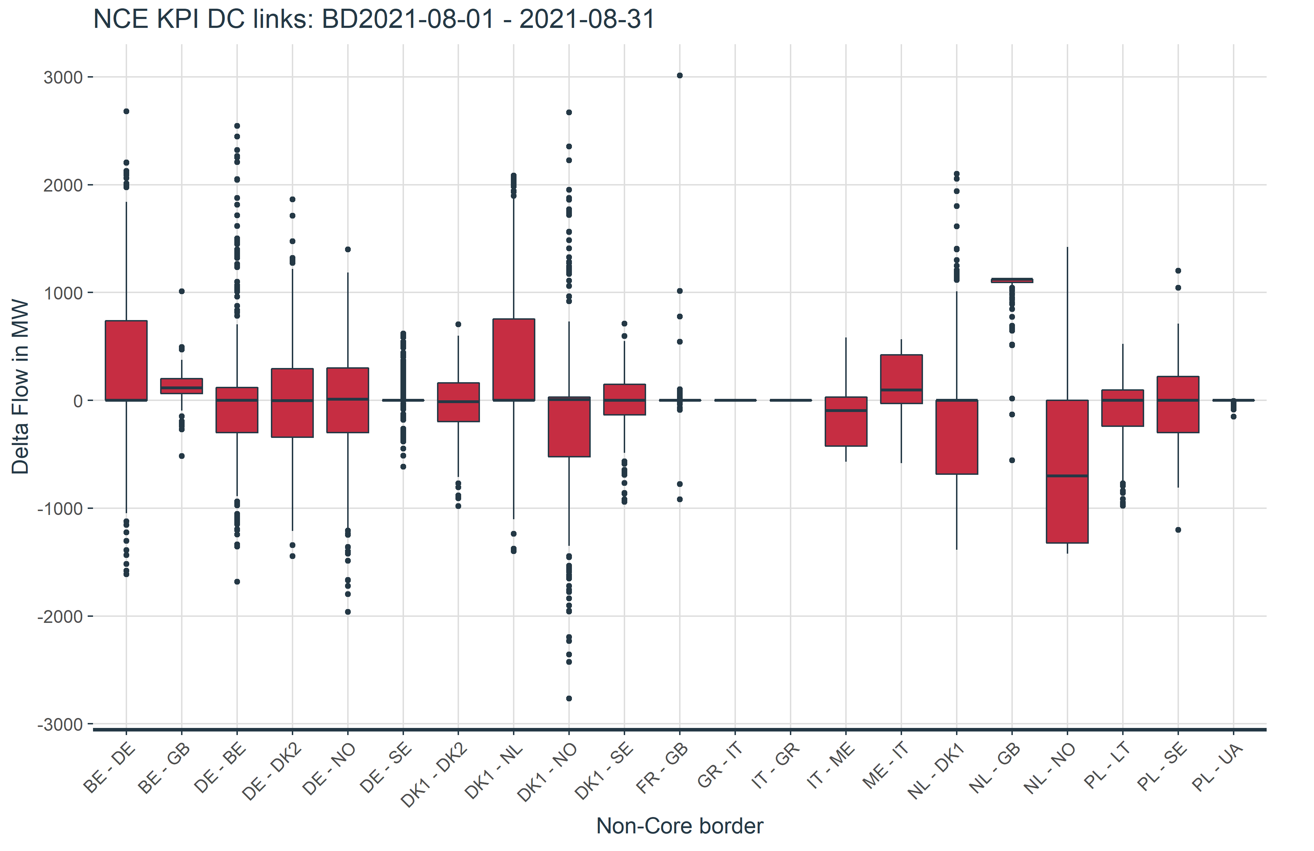 NCE KPI DC links: BD2021-08-01 - 2021-08-31
3000
2000
1000
0
-1000
-2000
-3000
Delta Flow in MW
BE - DE
BE - GB
DE - BE
DE - DK2
DE - NO
DE - SE
DK1 - DK2
DK1 - NL
DK1 - NO
DK1 - SE
FR - GB
GR - IT
IT - GR
IT - ME
ME - IT
NL - DK1
NL - GB
NL - NO
PL - LT
PL - SE
PL - UA
Non-Core border